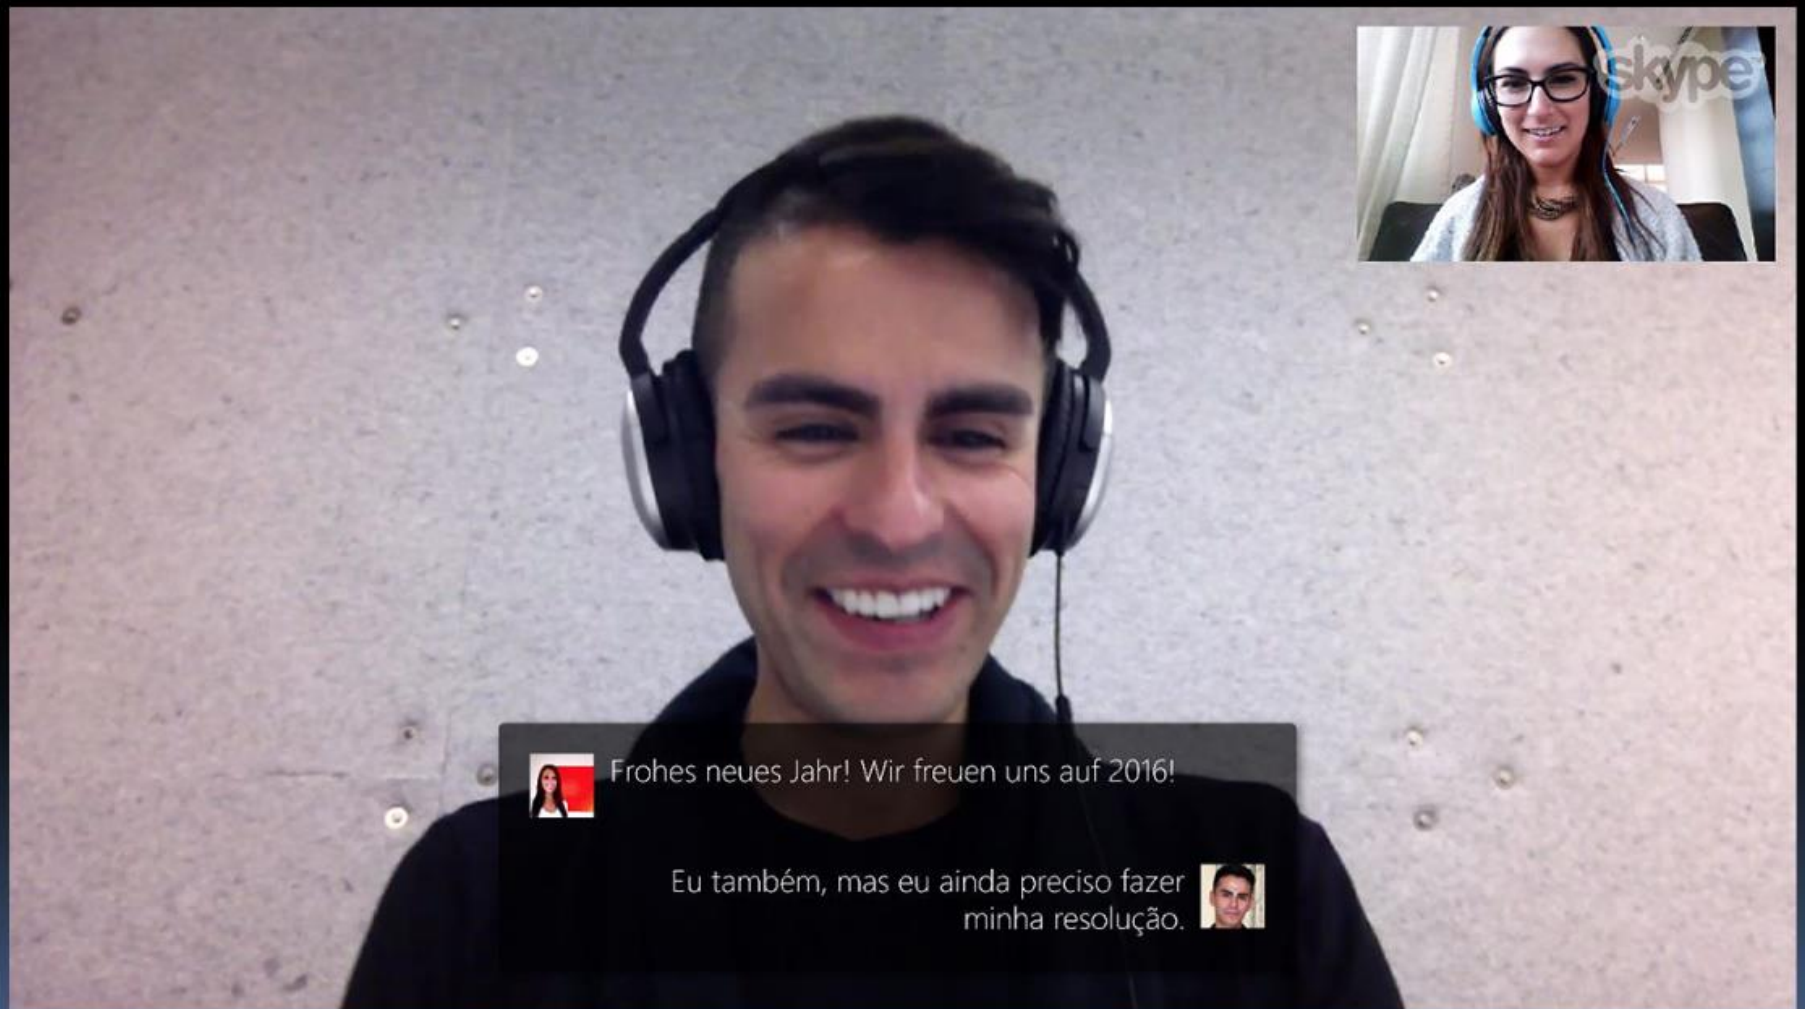 skype
Frohes neues Jahr! Wir freuen uns auf 2016!
Eu também, mas eu ainda preciso fazer
minha resolução.